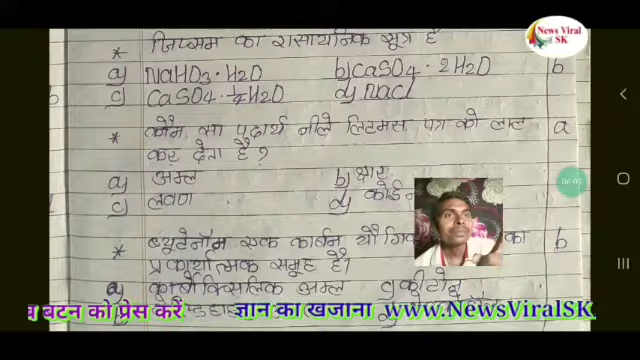 News Viral
SK
* जिप्सम का रासायनिक सूत्र है
a) NaHO3 · H2O b) CaSO4 · 2H2O b
c) CaSO4 · ½H2O d) NaCl
* कौन सा पदार्थ नीले लिटमस पत्र को लाल a
कर देता है?
a) अम्ल b) क्षार
c) लवण d) कोई
* ब्यूटेनॉन एक कार्बन यौगि का b
प्रकार्यात्मक समूह है।
a) कार्बोक्सिलिक अम्ल c) कीटोन
बटन को प्रेस करें ज्ञान का खजाना www.NewsViralSK